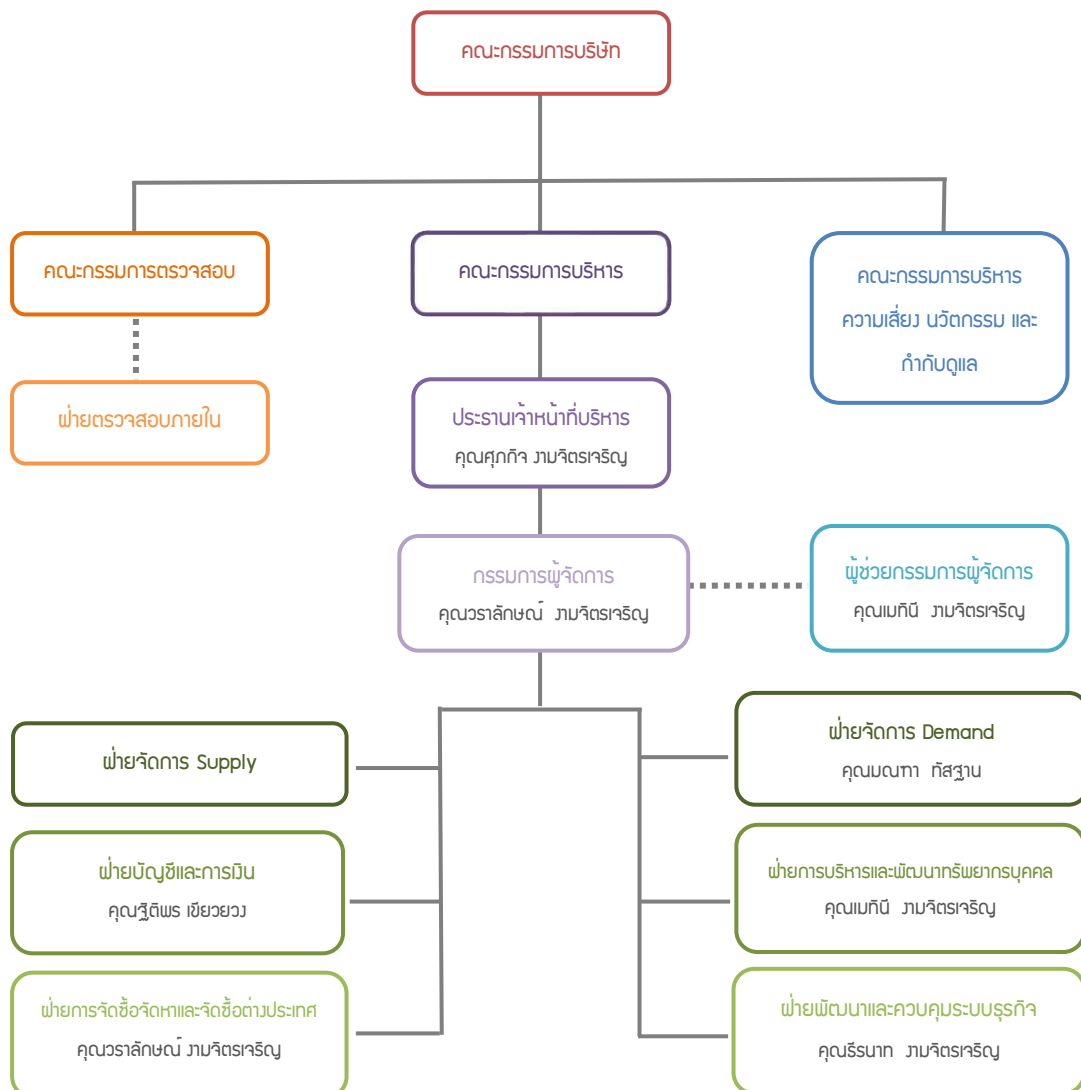 คณะกรรมการบริษัท
คณะกรรมการตรวจสอบ
คณะกรรมการบริหาร
คณะกรรมการบริหาร
ความเสี่ยง นวัตกรรม และ
กำกับดูแล
ฝ่ายตรวจสอบภายใน
ประธานเจ้าหน้าที่บริหาร
คุณศุภกิจ งามจิตรเจริญ
กรรมการผู้จัดการ
คุณวราลักษณ์ งามจิตรเจริญ
ผู้ช่วยกรรมการผู้จัดการ
คุณเมทินี งามจิตรเจริญ
ฝ่ายจัดการ Supply
ฝ่ายจัดการ Demand
คุณมณฑา ทัสฐาน
ฝ่ายบัญชีและการเงิน
คุณฐิติพร เขียวยวง
ฝ่ายการบริหารและพัฒนาทรัพยากรบุคคล
คุณเมทินี งามจิตรเจริญ
ฝ่ายการจัดซื้อจัดหาและจัดซื้อต่างประเทศ
คุณวราลักษณ์ งามจิตรเจริญ
ฝ่ายพัฒนาและควบคุมระบบธุรกิจ
คุณธีรนาท งามจิตรเจริญ